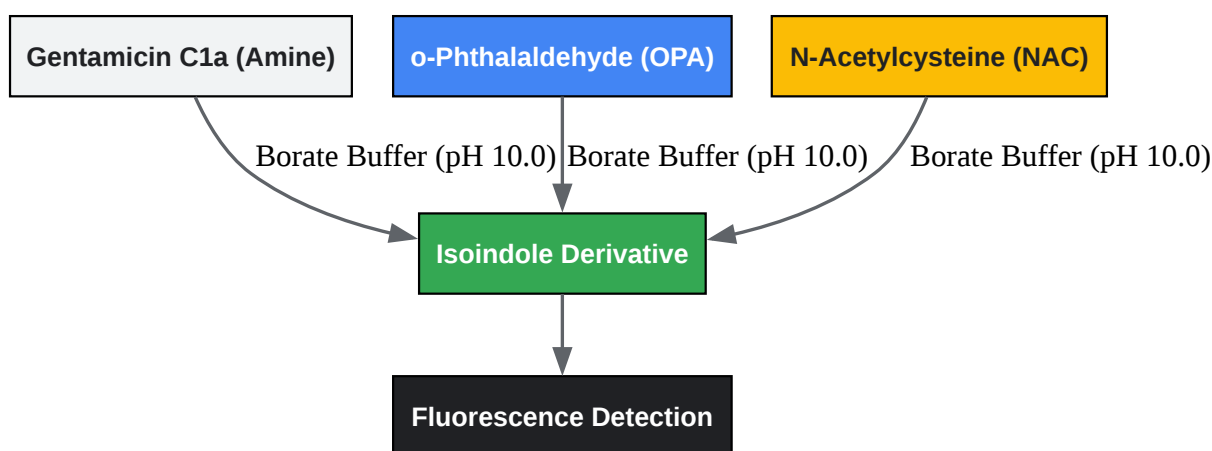 Gentamicin C1a (Amine)
o-Phthalaldehyde (OPA)
N-Acetylcysteine (NAC)
Borate Buffer (pH 10.0)
Borate Buffer (pH 10.0)
Borate Buffer (pH 10.0)
Isoindole Derivative
Fluorescence Detection